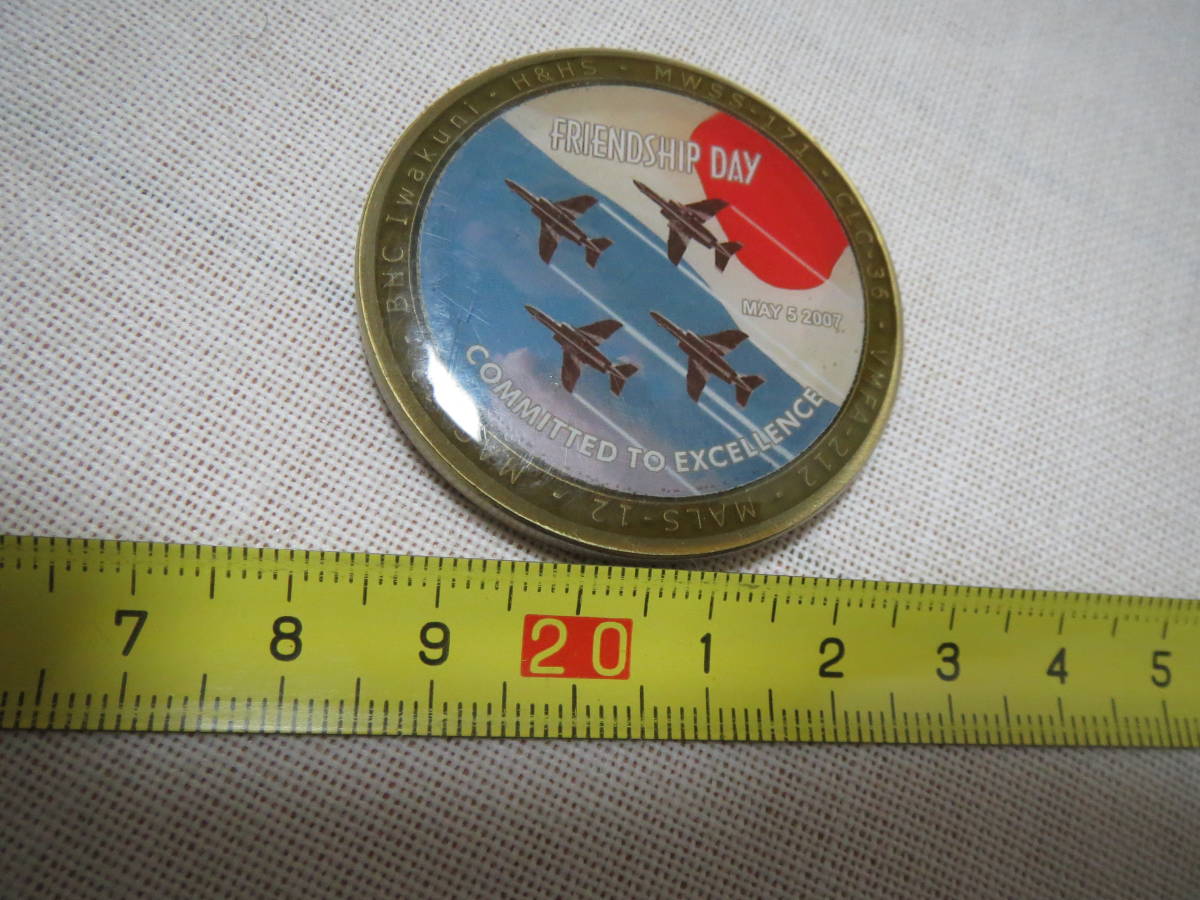 BHC Iwakuni · H&HS · MWSS-171 · CLC-36 · VMFA-212 · MALS-12
FRIENDSHIP DAY
MAY 5 2007
COMMITTED TO EXCELLENCE
7 8 9 20 1 2 3 4 5